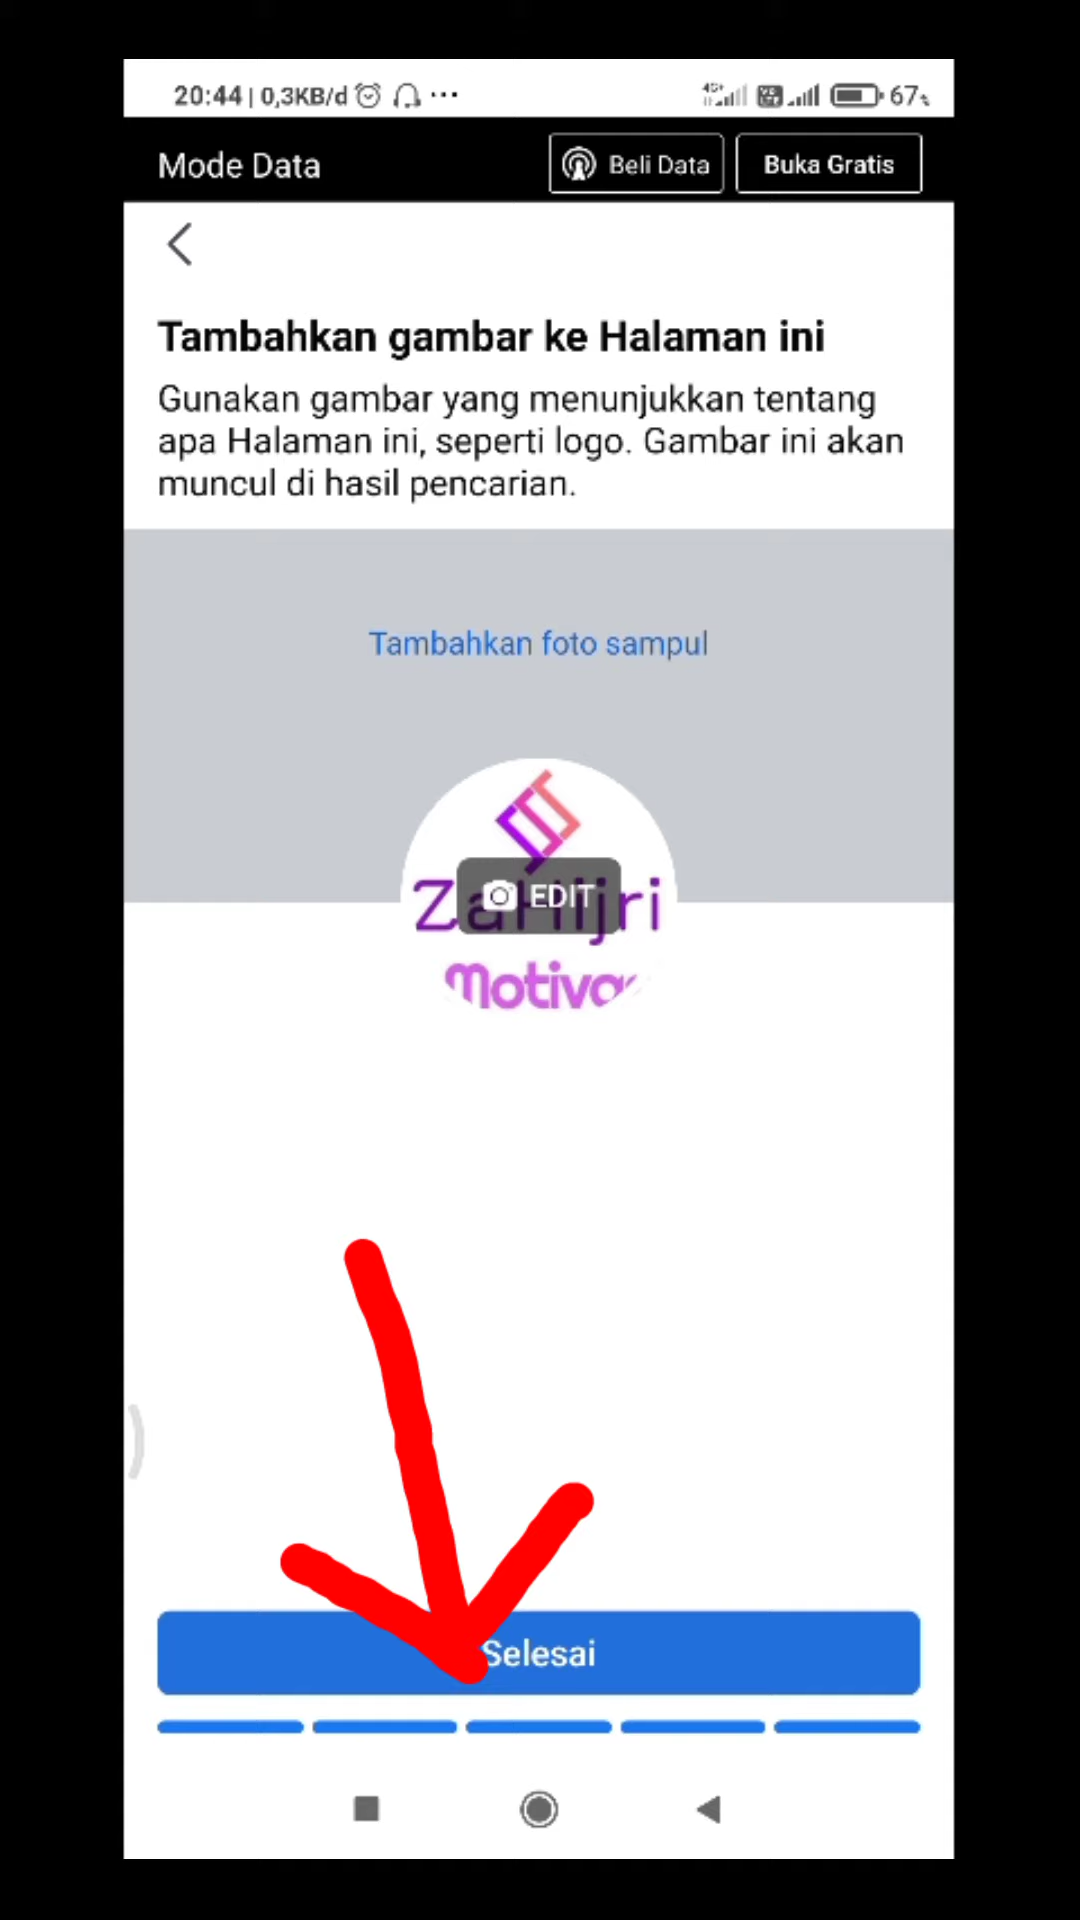 20:44 | 0,3KB/d ... 67%
Mode Data
Beli Data
Buka Gratis
Tambahkan gambar ke Halaman ini
Gunakan gambar yang menunjukkan tentang
apa Halaman ini, seperti logo. Gambar ini akan
muncul di hasil pencarian.
Tambahkan foto sampul
ZaHijri
EDIT
Selesai